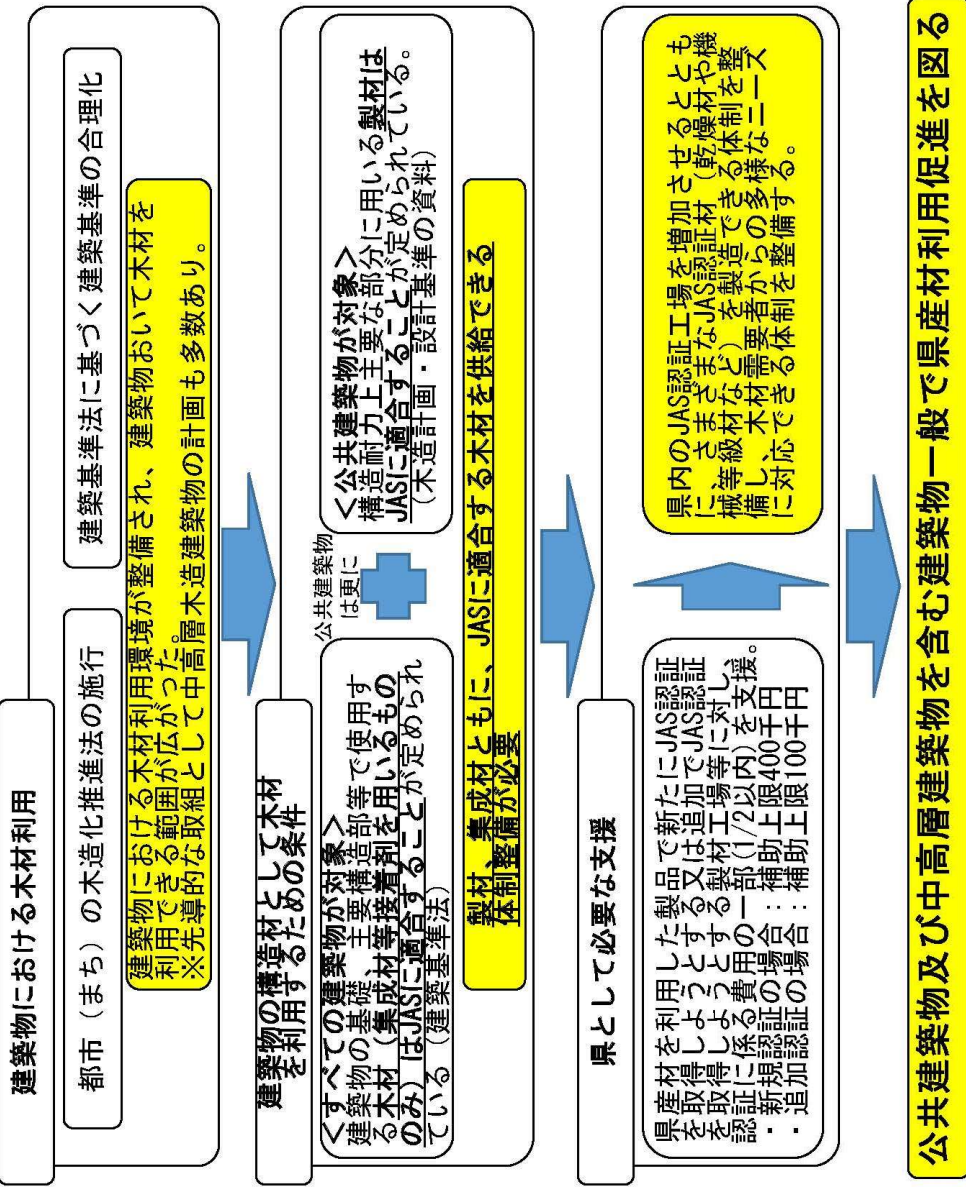 建築物における木材利用
都市（まち）の木造化推進法の施行
建築基準法に基づく建築基準の合理化
建築物における木材利用環境が整備され、建築物おいて木材を
利用できる範囲が広がった。
※先導的な取組として中高層木造建築物の計画も多数あり。
建築物の構造材として木材
を利用するための条件
＜すべての建築物が対象＞
建築物の基礎、主要構造部等で使用す
る木材（集成材等接着剤を用いるもの
のみ）はJASに適合することが定められ
ている（建築基準法）
公共建築物
は更に
＜公共建築物が対象＞
構造耐力上主要な部分に用いる製材は
JASに適合することが定められている。
（木造計画・設計基準の資料）
製材、集成材ともに、JASに適合する木材を供給できる
体制整備が必要
県として必要な支援
県産材を利用した製品で新たにJAS認証
を取得しようとする又は追加でJAS認証
を取得しようとする製材工場等に対し、
認証に係る費用の一部(1/2以内)を支援。
・新規認証の場合：補助上限400千円
・追加認証の場合：補助上限100千円
県内のJAS認証工場を増加させるととも
に、さまざまなJAS認証材（乾燥材や機
械等級材など）を製造できる体制を整
備し、木材需要者からの多様なニーズ
に対応できる体制を整備する。
公共建築物及び中高層建築物を含む建築物一般で県産材利用促進を図る